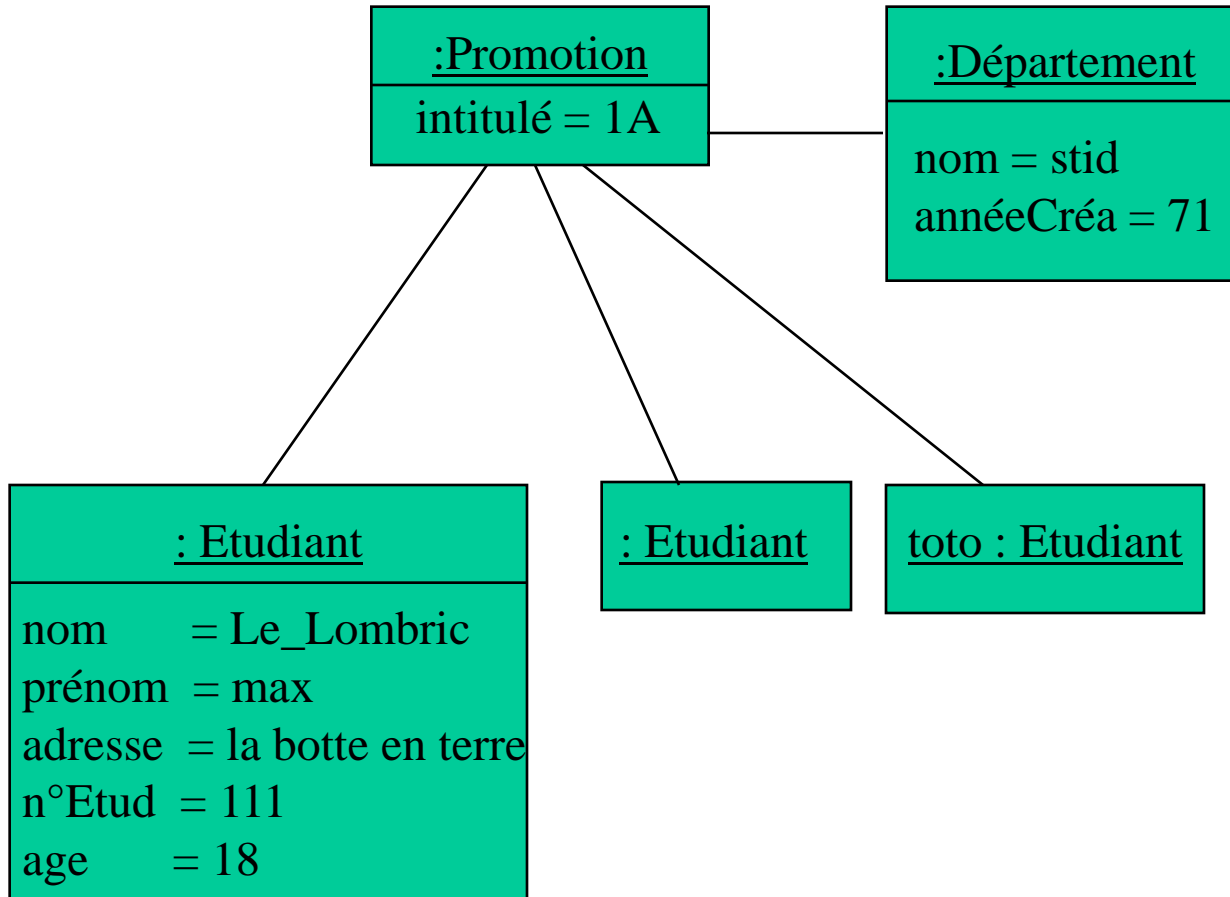 :Promotion
intitulé = 1A
:Département
nom = stid
annéeCréa = 71
: Etudiant
nom = Le_Lombric
prénom = max
adresse = la botte en terre
n°Etud = 111
age = 18
: Etudiant
toto : Etudiant